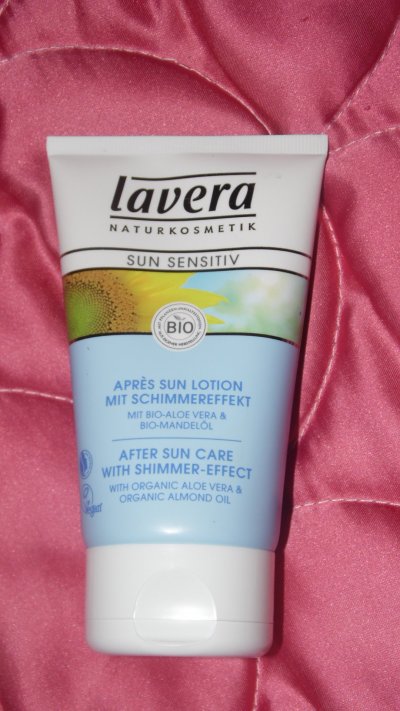 lavera
NATURKOSMETIK
SUN SENSITIV
BIO
APRÈS SUN LOTION
MIT SCHIMMEREFFEKT
MIT BIO-ALOE VERA &
BIO-MANDELÖL
AFTER SUN CARE
WITH SHIMMER-EFFECT
WITH ORGANIC ALOE VERA &
ORGANIC ALMOND OIL